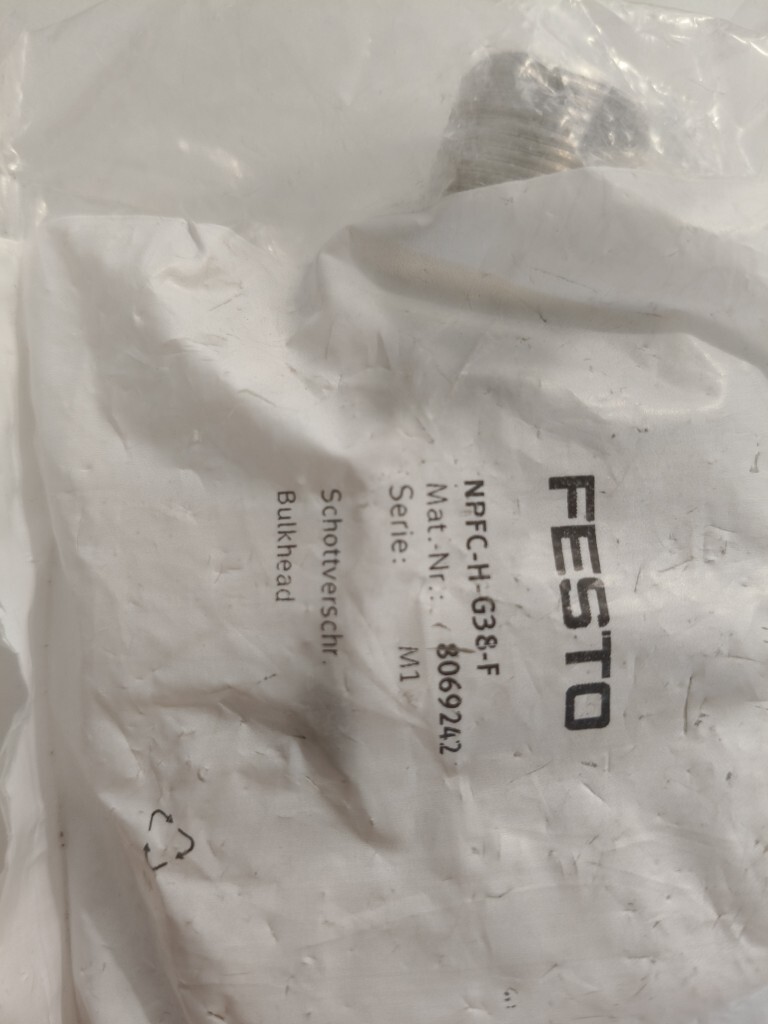 FESTO
NPFC-H-G38-F
Mat.-Nr.: 8069242
Serie: M1
Schottverschr.
Bulkhead